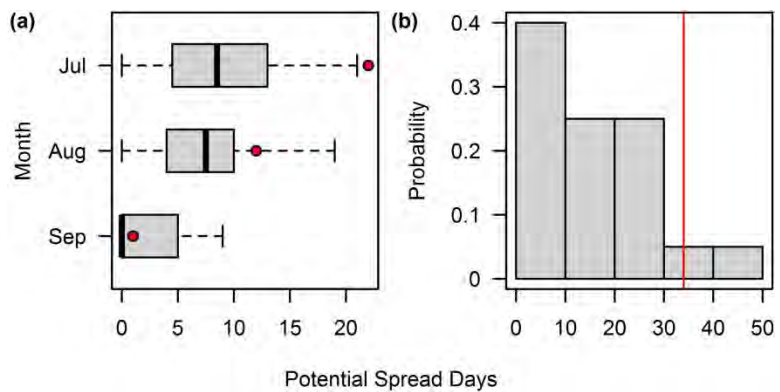 (a)
Month
Jul
Aug
Sep
0 5 10 15 20
(b)
Probability
0.4
0.3
0.2
0.1
0
0 10 20 30 40 50
Potential Spread Days